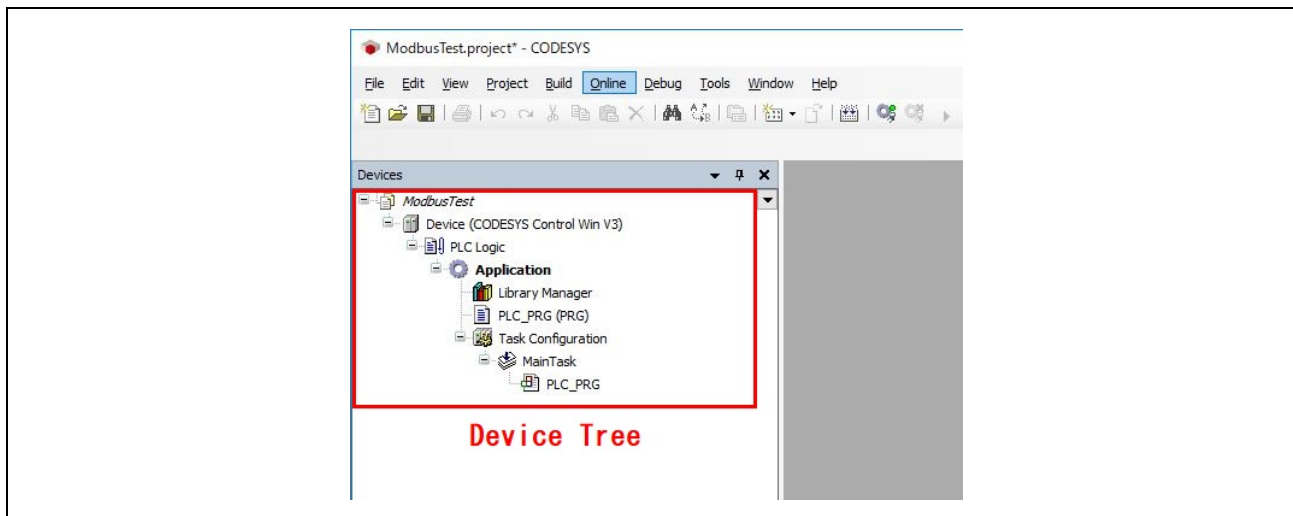 ModbusTest.project* - CODESYS
File Edit View Project Build Online Debug Tools Window Help
Devices
ModbusTest
Device (CODESYS Control Win V3)
PLC Logic
Application
Library Manager
PLC_PRG (PRG)
Task Configuration
MainTask
PLC_PRG
Device Tree